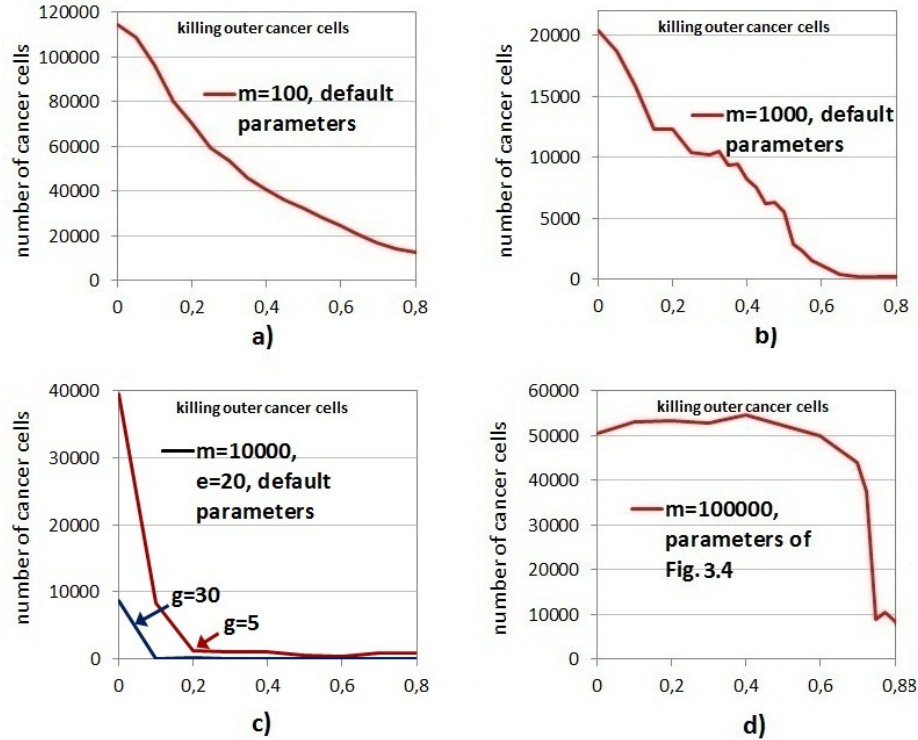 120000
100000
80000
60000
40000
20000
0
number of cancer cells
killing outer cancer cells
m=100, default
parameters
0
0,2
0,4
0,6
0,8
a)
20000
15000
10000
5000
0
number of cancer cells
killing outer cancer cells
m=1000, default
parameters
0
0,2
0,4
0,6
0,8
b)
40000
30000
20000
10000
0
number of cancer cells
killing outer cancer cells
m=10000,
e=20, default
parameters
g=30
g=5
0
0,2
0,4
0,6
0,8
c)
60000
50000
40000
30000
20000
10000
0
number of cancer cells
killing outer cancer cells
m=100000,
parameters of
Fig. 3.4
0
0,2
0,4
0,6
0,88
d)